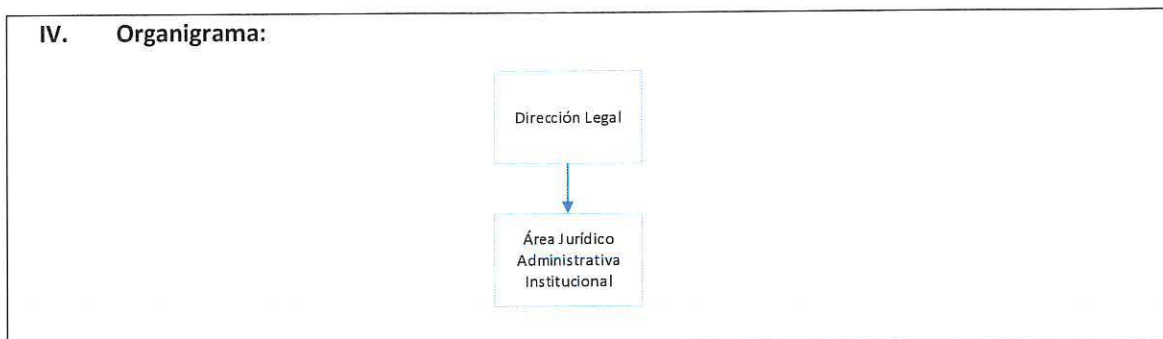 IV. Organigrama:
Dirección Legal
Área Jurídico
Administrativa
Institucional